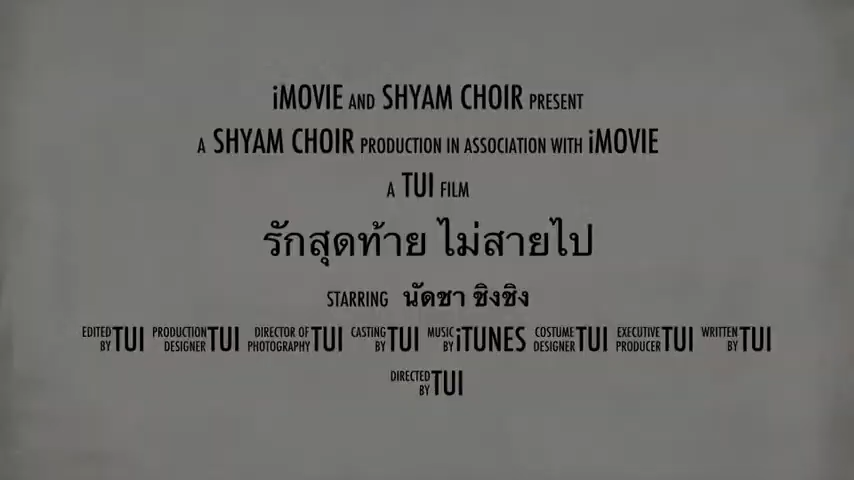 iMOVIE AND SHYAM CHOIR PRESENT
A SHYAM CHOIR PRODUCTION IN ASSOCIATION WITH iMOVIE
A TUI FILM
รักสุดท้าย ไม่สายไป
STARRING นัดชา ชิงชิง
EDITED BY TUI PRODUCTION DESIGNER TUI DIRECTOR OF PHOTOGRAPHY TUI CASTING BY TUI MUSIC BY iTUNES COSTUME DESIGNER TUI EXECUTIVE PRODUCER TUI WRITTEN BY TUI
DIRECTED BY TUI